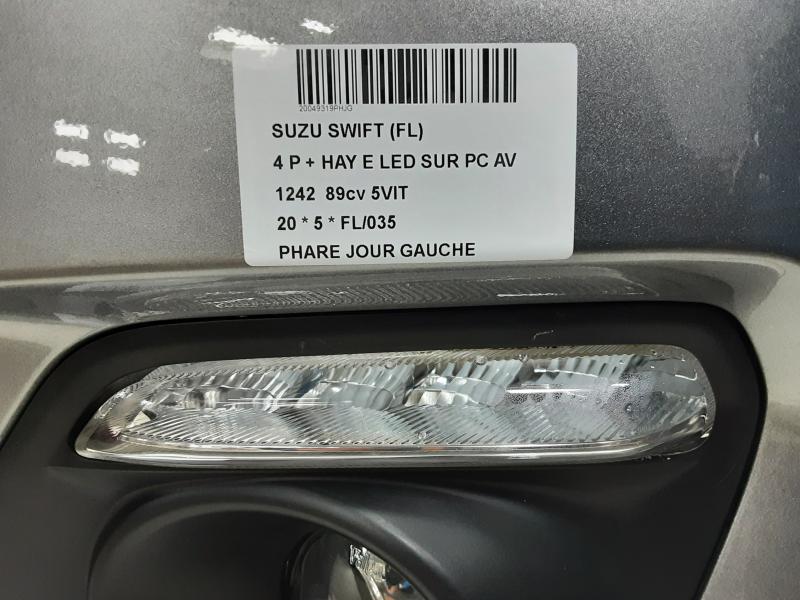 20049319PHJG
SUZU SWIFT (FL)
4 P + HAY E LED SUR PC AV
1242 89cv 5VIT
20 * 5 * FL/035
PHARE JOUR GAUCHE